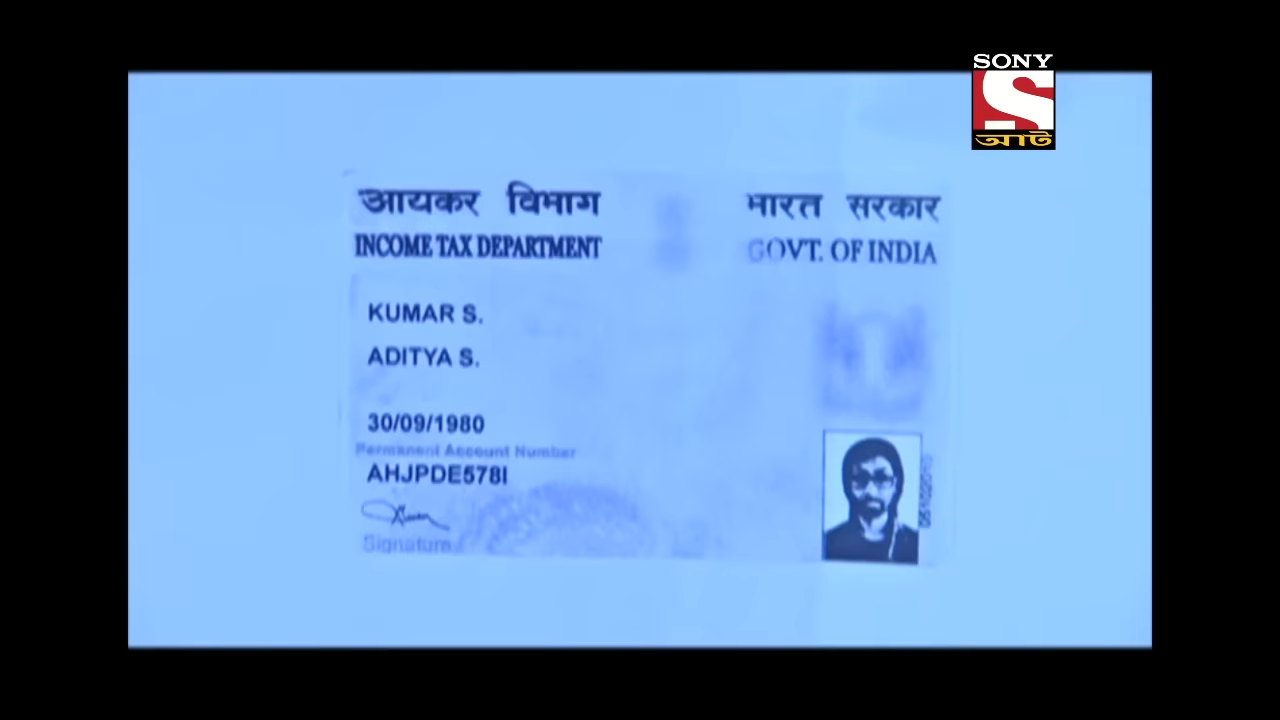 SONY
S
আট
आयकर विभाग
भारत सरकार
INCOME TAX DEPARTMENT
GOVT. OF INDIA
KUMAR S.
ADITYA S.
30/09/1980
Permanent Account Number
AHJPDE578I
Signature